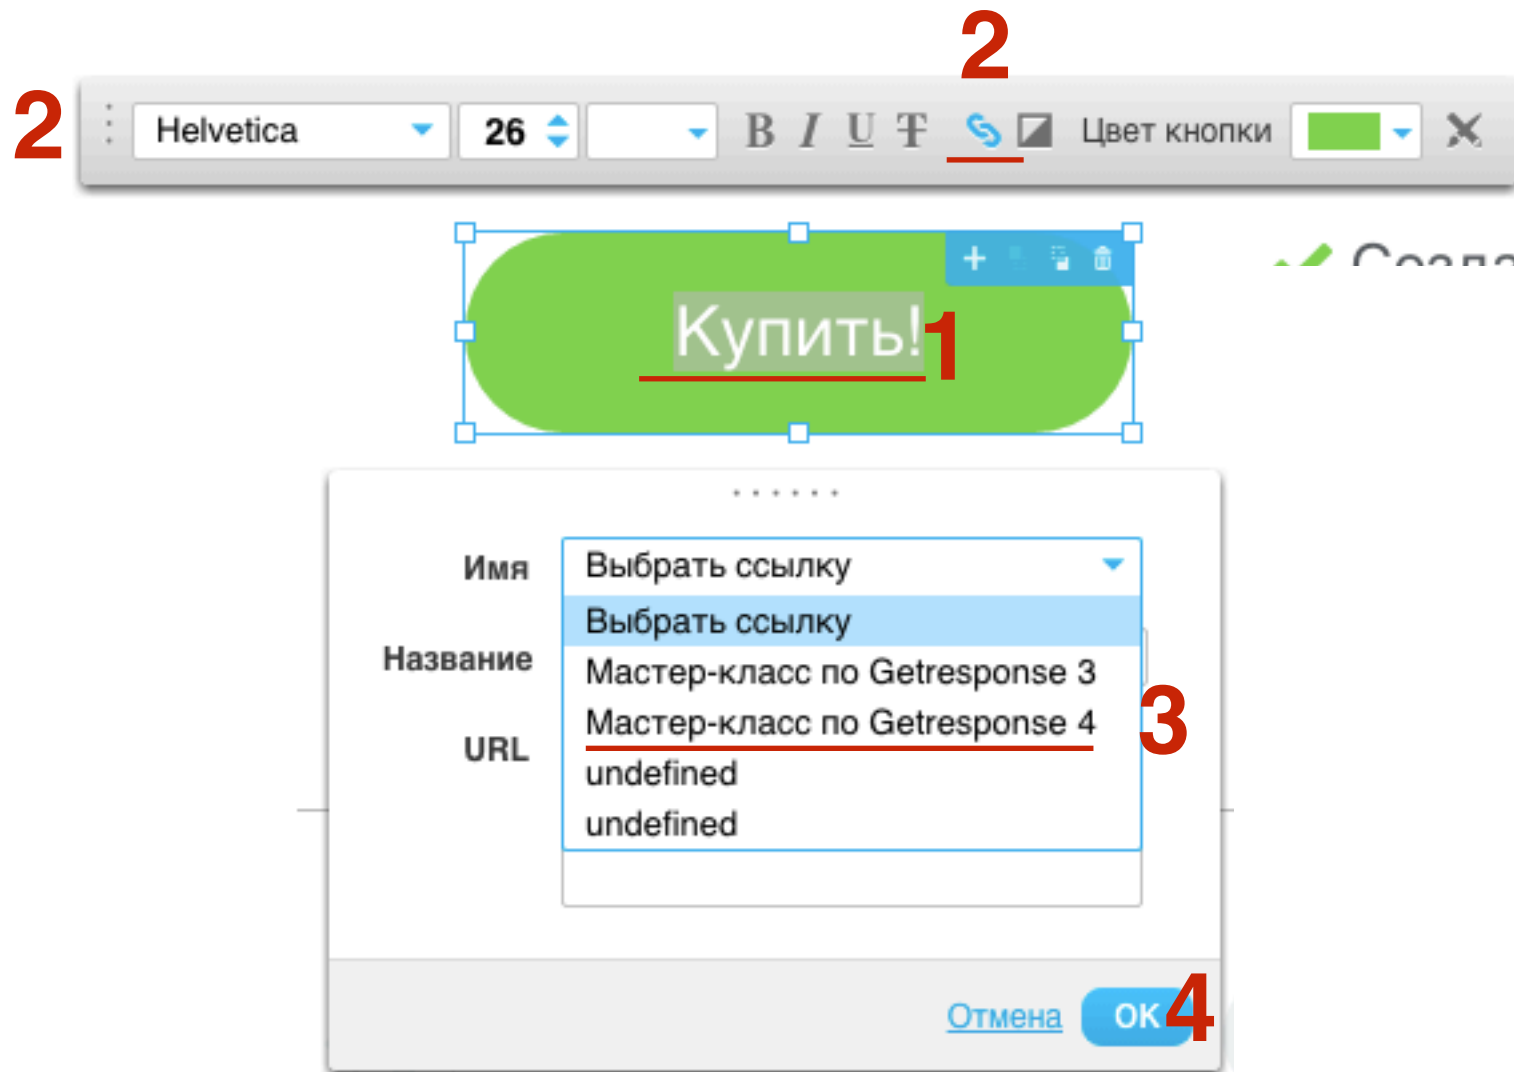 2
2
Helvetica 26 B I U T Цвет кнопки
Купить!
1
Имя Выбрать ссылку
Выбрать ссылку
Название
Мастер-класс по Getresponse 3
Мастер-класс по Getresponse 4
3
URL
undefined
undefined
Отмена OK
4